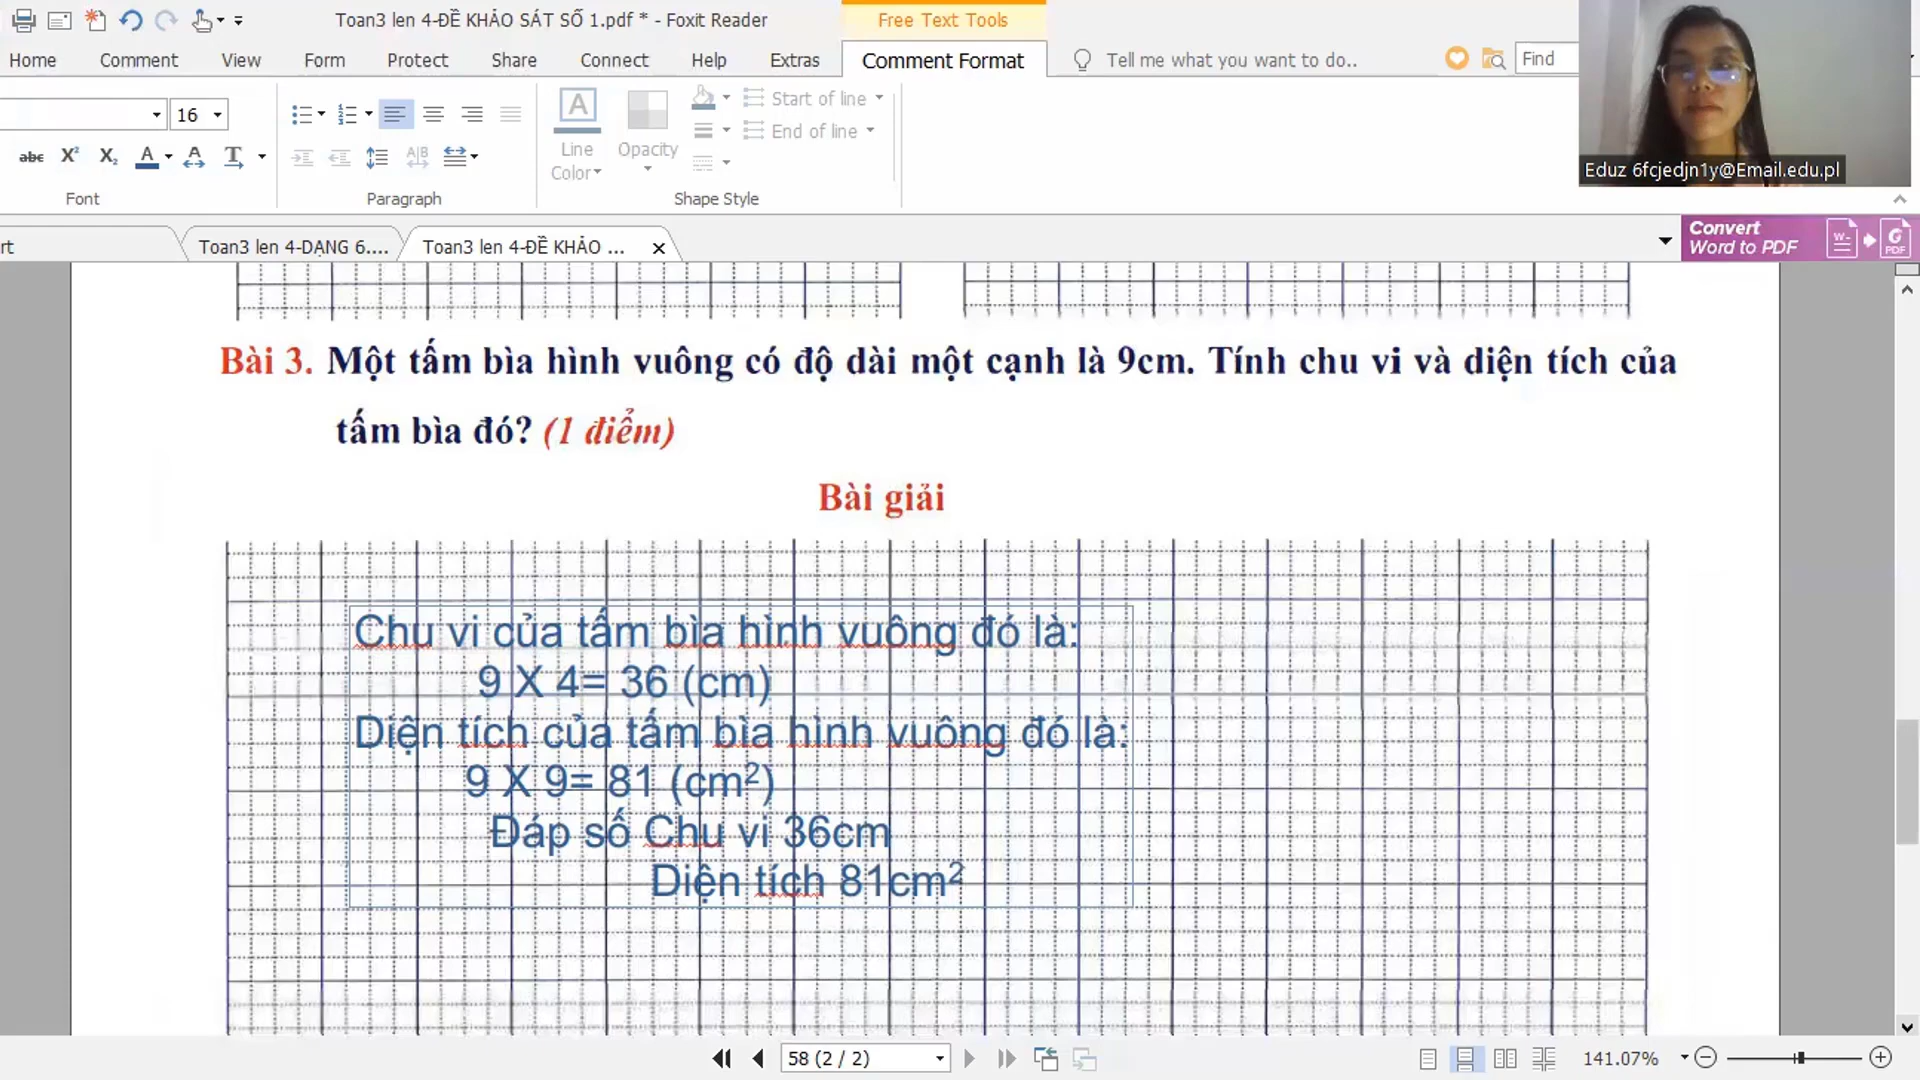 Toan3 len 4-ĐỀ KHẢO SÁT SỐ 1.pdf * - Foxit Reader
Free Text Tools
Home Comment View Form Protect Share Connect Help Extras Comment Format Tell me what you want to do.. Find
16 Start of line
A End of line
abc X² X₂ A A T Line Color Opacity
Font Paragraph Shape Style
Eduz 6fcjedjn1y@Email.edu.pl
rt Toan3 len 4-DẠNG 6.... Toan3 len 4-ĐỀ KHẢO ...
Convert
Word to PDF
Bài 3. Một tấm bìa hình vuông có độ dài một cạnh là 9cm. Tính chu vi và diện tích của
tấm bìa đó? (1 điểm)
Bài giải
Chu vi của tấm bìa hình vuông đó là:
9 X 4= 36 (cm)
Diện tích của tấm bìa hình vuông đó là:
9 X 9= 81 (cm²)
Đáp số Chu vi 36cm
Diện tích 81cm²
58 (2 / 2) 141.07%